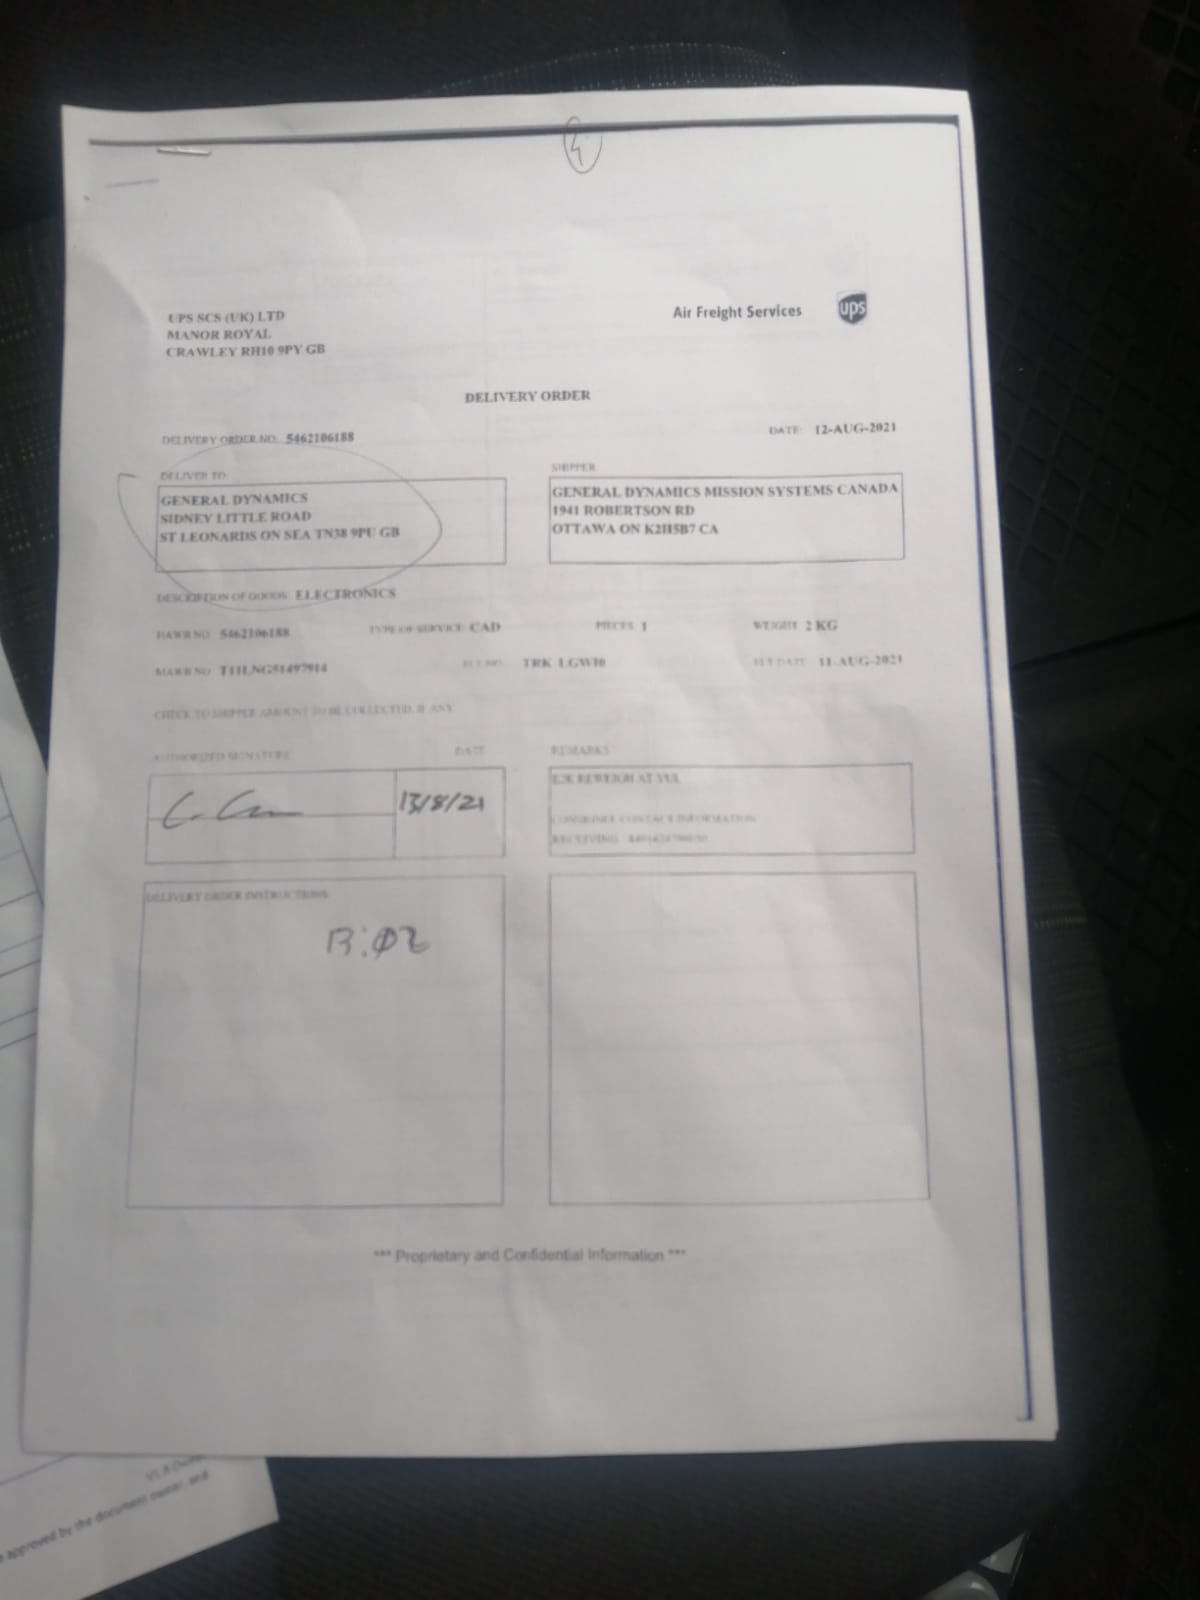 4
UPS SCS (UK) LTD
MANOR ROYAL
CRAWLEY RH10 9PY GB
Air Freight Services
ups
DELIVERY ORDER
DELIVERY ORDER NO: 5462106188
DATE: 12-AUG-2021
DELIVER TO:
GENERAL DYNAMICS
SIDNEY LITTLE ROAD
ST LEONARDS ON SEA TN38 9PU GB
SHIPPER:
GENERAL DYNAMICS MISSION SYSTEMS CANADA
1941 ROBERTSON RD
OTTAWA ON K2H5B7 CA
DESCRIPTION OF GOODS: ELECTRONICS
HAWB NO: 5462106188 TYPE OF SERVICE: CAD PIECES 1 WEIGHT 2 KG
MAWB NO FLT NO: TRK LGW10 FLT DATE 11-AUG-2021
CHECK TO SHIPPER AMOUNT TO BE COLLECTED, IF ANY
AUTHORIZED SIGNATURE DATE
13/8/21
REMARKS
REWEIGH AT YUL
CONSIGNEE CONTACT INFORMATION
RECEIVING
DELIVERY ORDER INSTRUCTIONS
13:02
*** Proprietary and Confidential Information ***
approved by the document owner, and